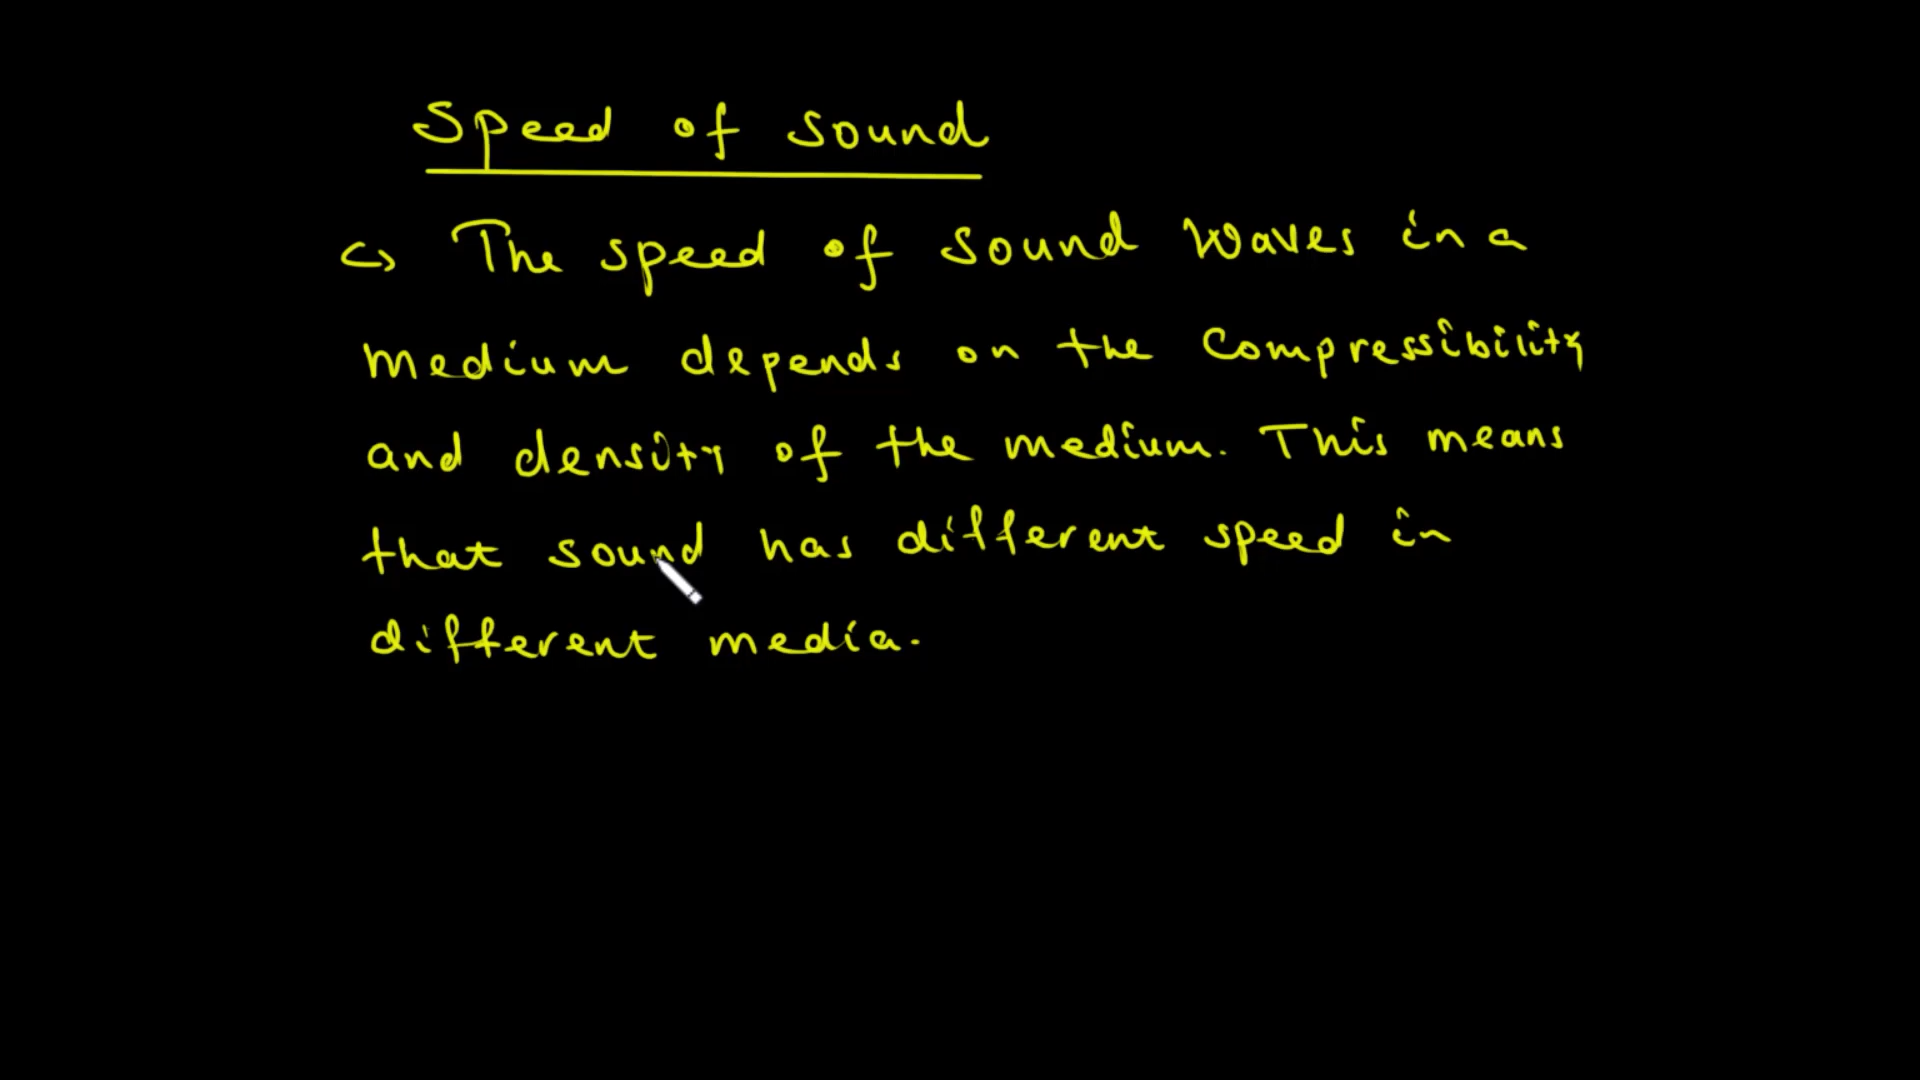 Speed of Sound
↪ The speed of sound waves in a
medium depends on the compressibility
and density of the medium. This means
that sound has different speed in
different media.